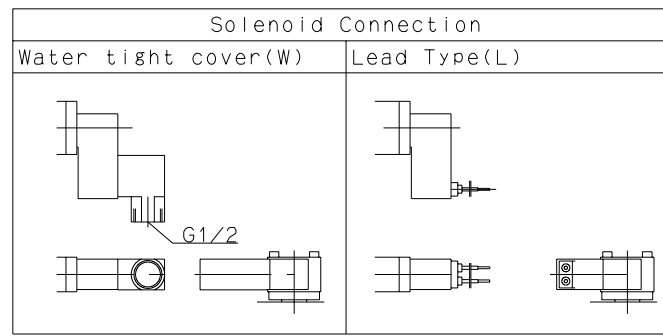 Solenoid Connection
Water tight cover(W)
Lead Type(L)
G1/2